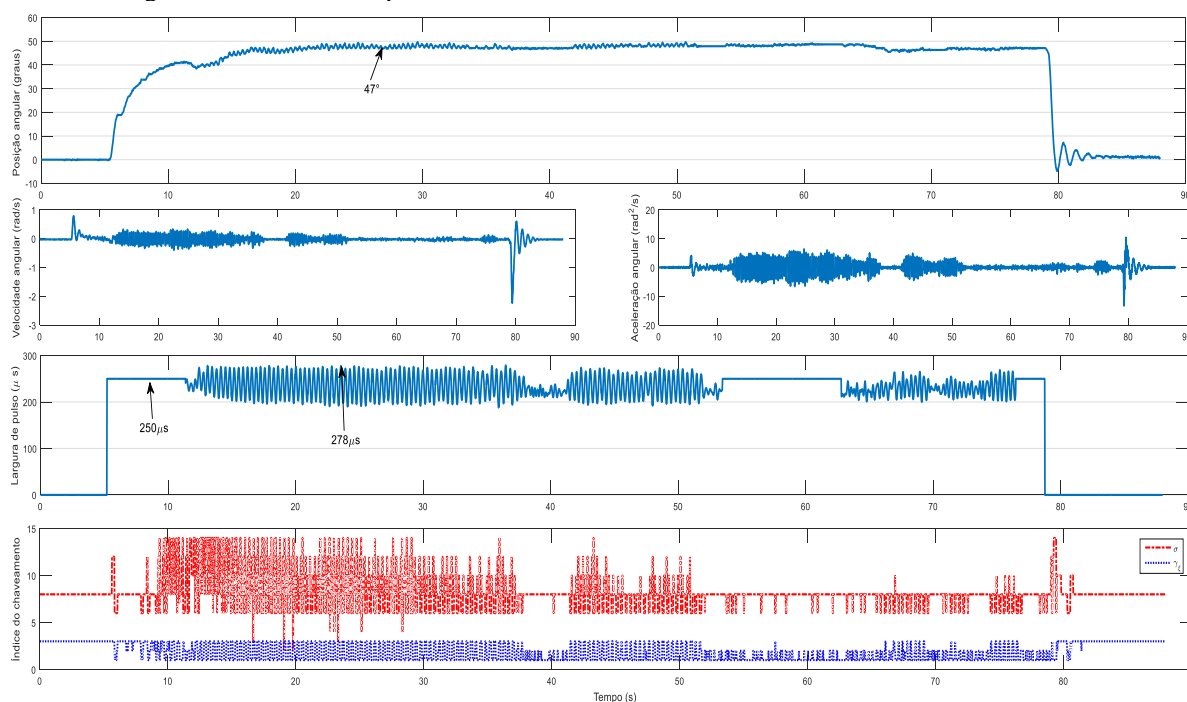 60
50
40
30
20
10
0
-10
Posição angular (graus)
47°
0 10 20 30 40 50 60 70 80 90
1
0
-1
-2
-3
Velocidade angular (rad/s)
0 10 20 30 40 50 60 70 80 90
20
10
0
-10
-20
Aceleração angular (rad²/s)
0 10 20 30 40 50 60 70 80 90
300
200
100
0
Largura de pulso (μ s)
250μs
278μs
0 10 20 30 40 50 60 70 80 90
15
10
5
0
Índice do chaveamento
σ
0 10 20 30 40 50 60 70 80
Tempo (s)